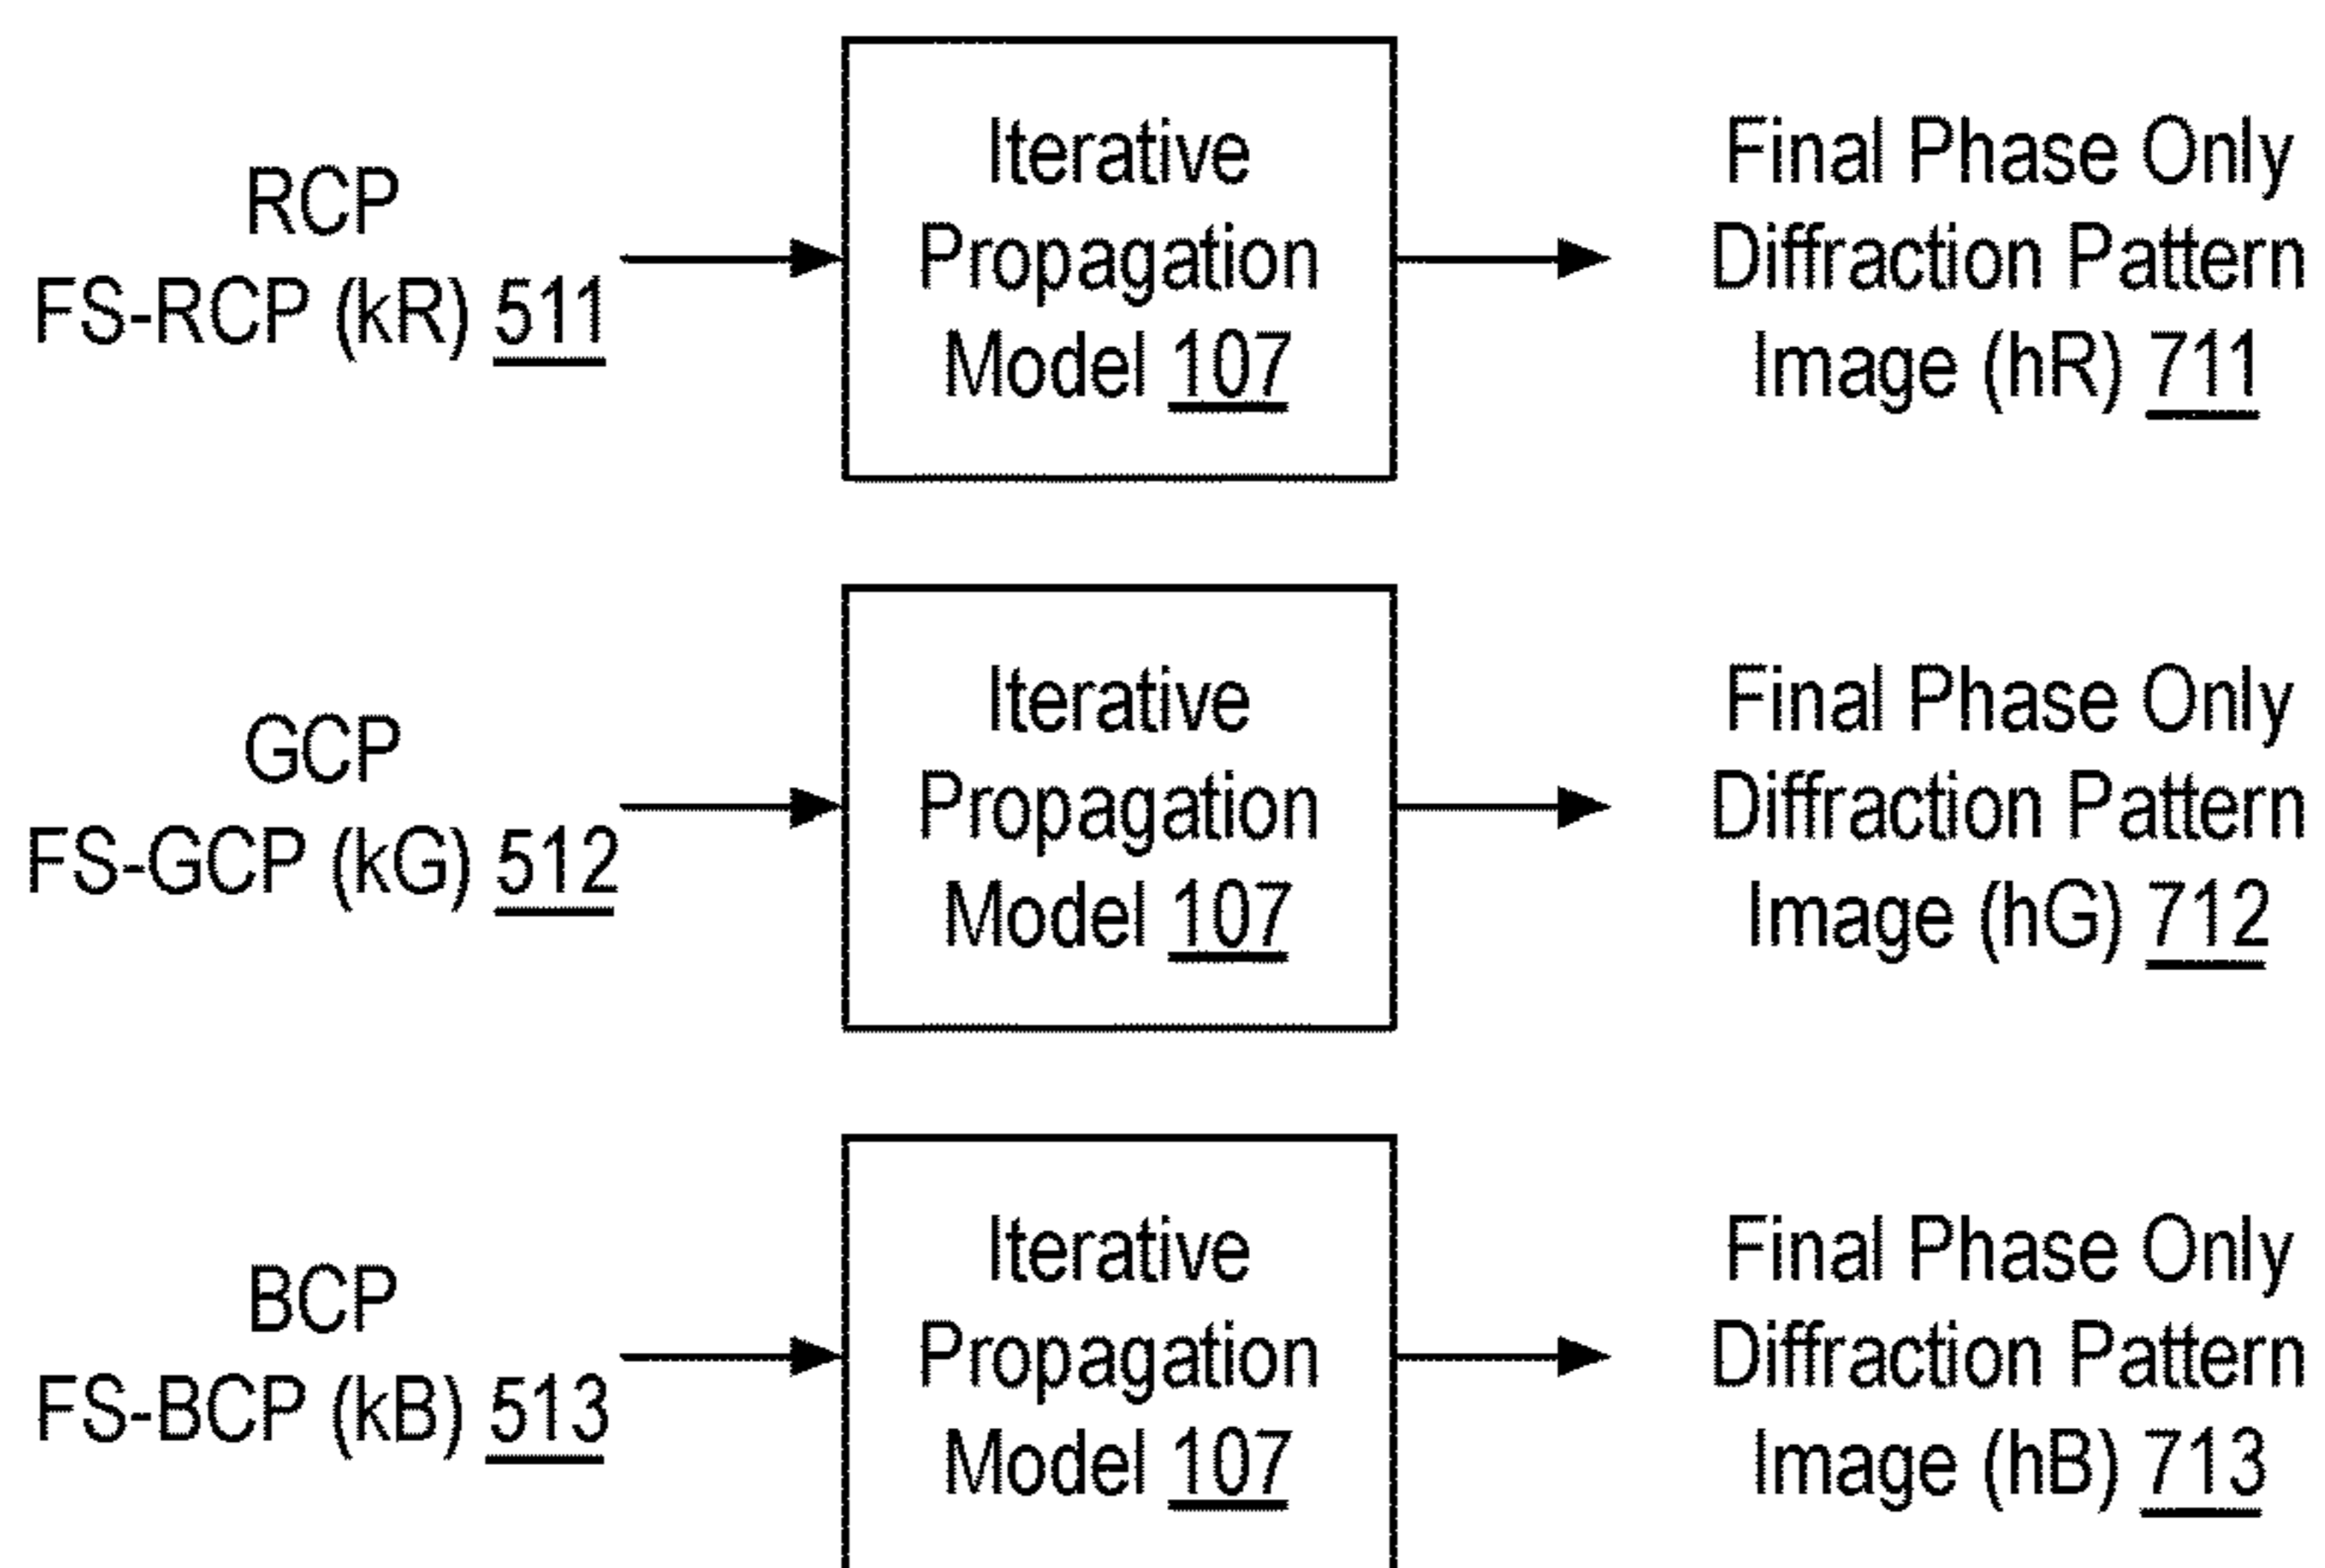 RCP
FS-RCP (kR) 511
Iterative
Propagation
Model 107
Final Phase Only
Diffraction Pattern
Image (hR) 711
GCP
FS-GCP (kG) 512
Iterative
Propagation
Model 107
Final Phase Only
Diffraction Pattern
Image (hG) 712
BCP
FS-BCP (kB) 513
Iterative
Propagation
Model 107
Final Phase Only
Diffraction Pattern
Image (hB) 713